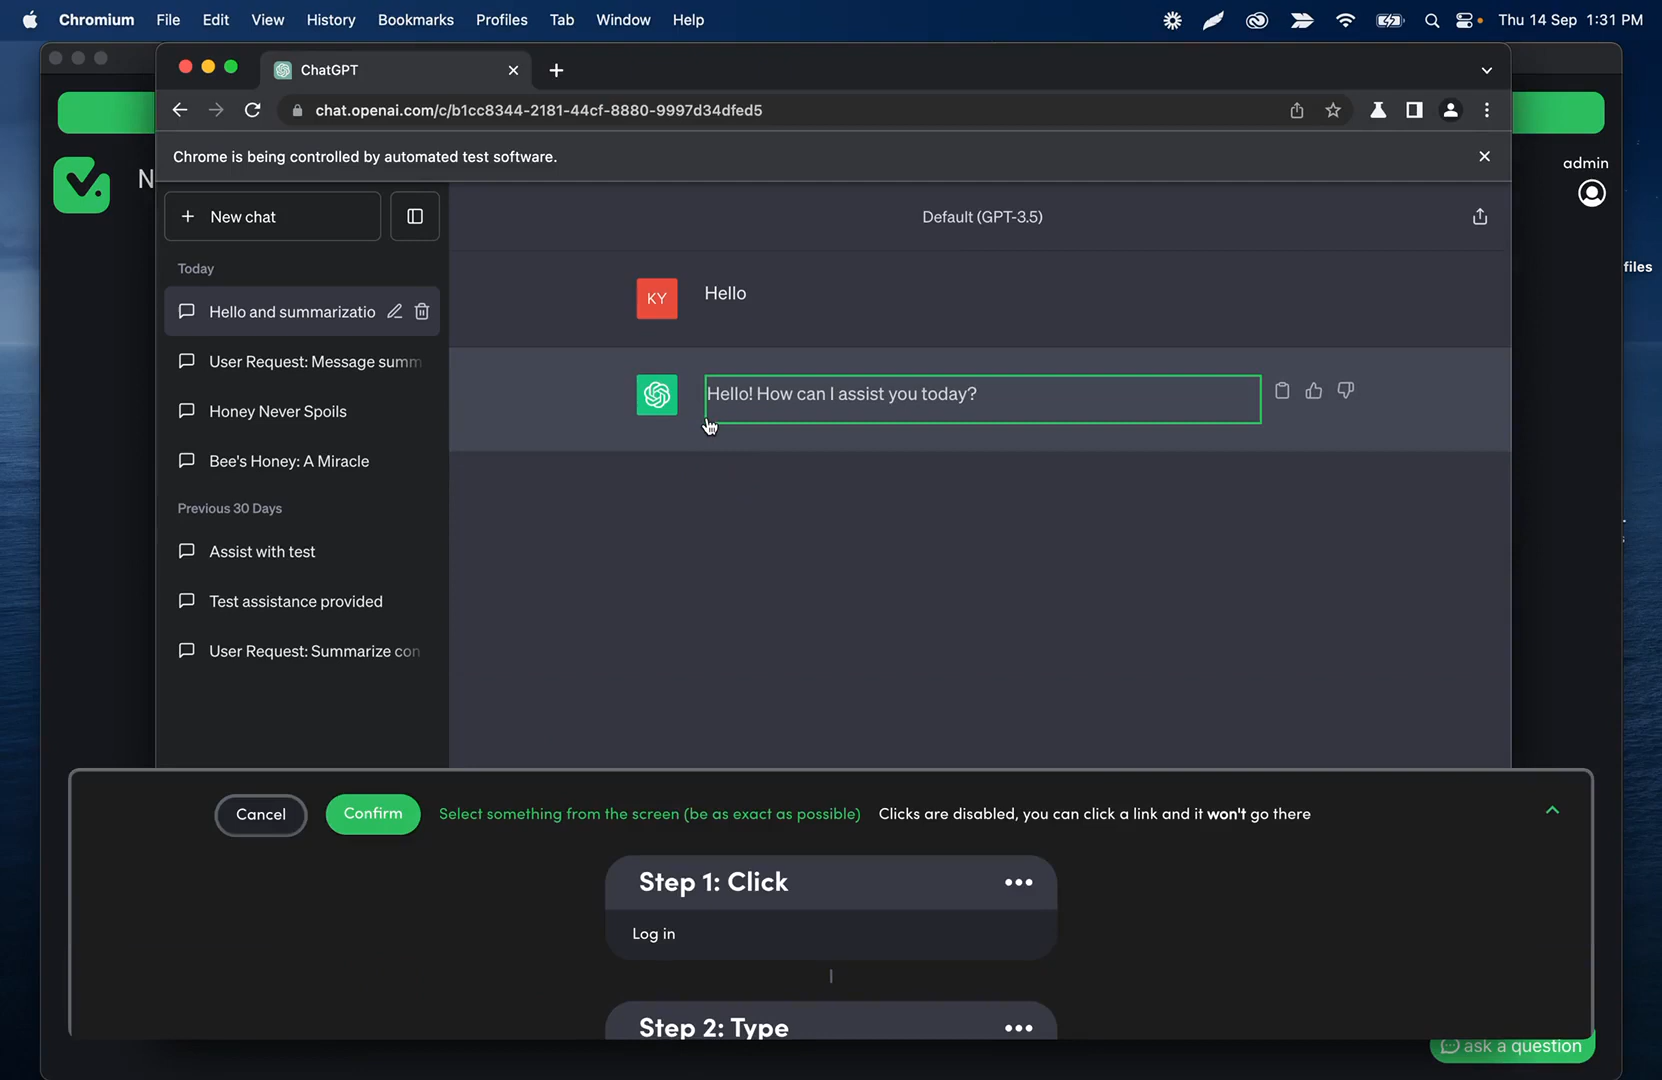 Chromium File Edit View History Bookmarks Profiles Tab Window Help Thu 14 Sep 1:31 PM
ChatGPT
chat.openai.com/c/b1cc8344-2181-44cf-8880-9997d34dfed5
Chrome is being controlled by automated test software.
admin
N
New chat
Default (GPT-3.5)
Today
files
KY Hello
Hello and summarizatio
User Request: Message summ
Hello! How can I assist you today?
Honey Never Spoils
Bee's Honey: A Miracle
Previous 30 Days
Assist with test
Test assistance provided
User Request: Summarize con
Cancel Confirm Select something from the screen (be as exact as possible) Clicks are disabled, you can click a link and it won't go there
Step 1: Click
Log in
Step 2: Type
ask a question